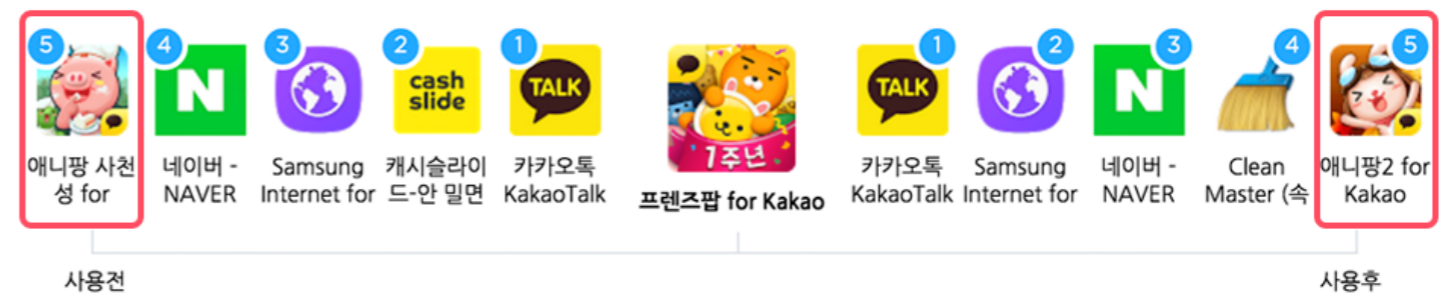 5
4
3
2
1
1
2
3
4
5
N
cash
slide
TALK
1주년
TALK
N
애니팡 사천
성 for
네이버 -
NAVER
Samsung
Internet for
캐시슬라이
드-안 밀면
카카오톡
KakaoTalk
프렌즈팝 for Kakao
카카오톡
KakaoTalk
Samsung
Internet for
네이버 -
NAVER
Clean
Master (속
애니팡2 for
Kakao
사용전
사용후